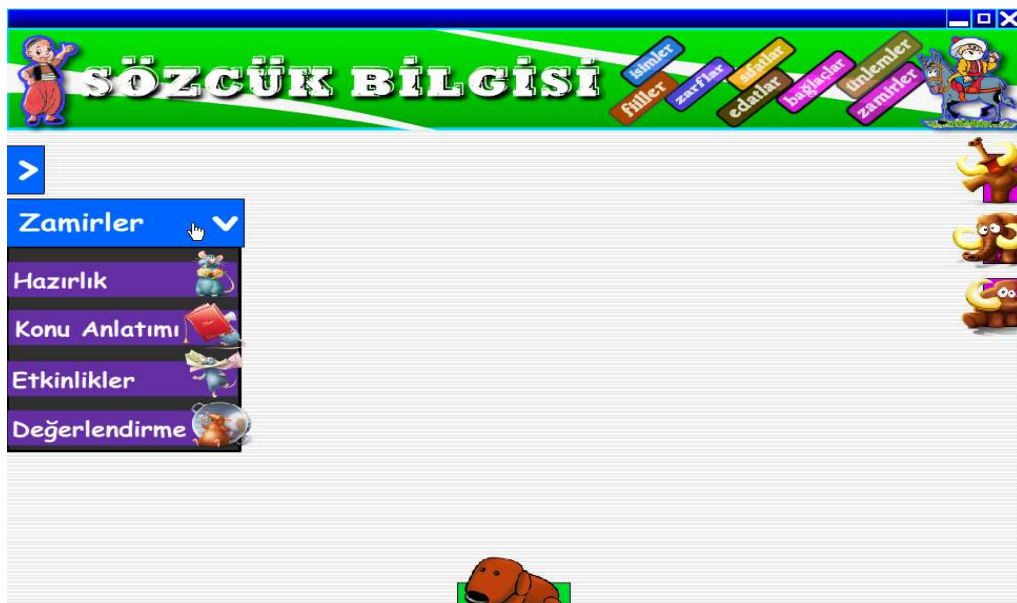 SÖZCÜK BİLGİSİ
isimler
fiiller
zarflar
sıfatlar
edatlar
bağlaçlar
ünlemler
zamirler
>
Zamirler
Hazırlık
Konu Anlatımı
Etkinlikler
Değerlendirme